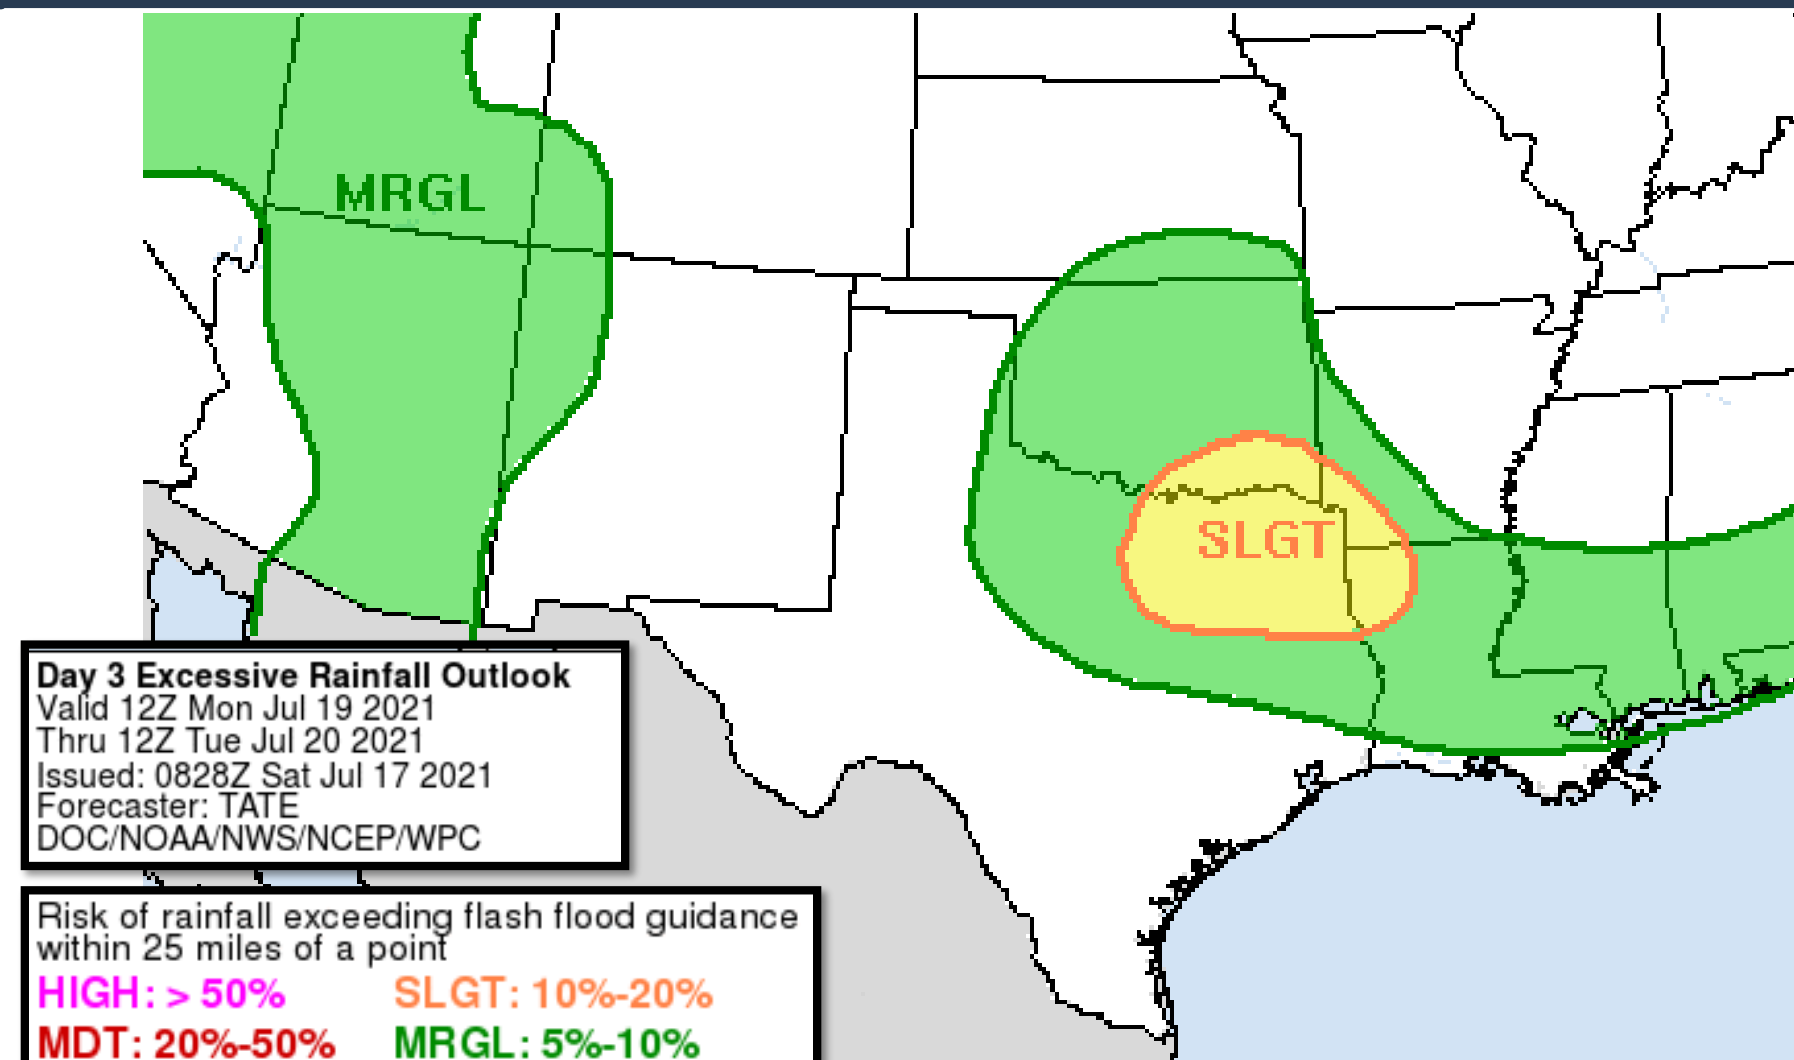 MRGL
SLGT
Day 3 Excessive Rainfall Outlook
Valid 12Z Mon Jul 19 2021
Thru 12Z Tue Jul 20 2021
Issued: 0828Z Sat Jul 17 2021
Forecaster: TATE
DOC/NOAA/NWS/NCEP/WPC
Risk of rainfall exceeding flash flood guidance
within 25 miles of a point
HIGH: > 50% SLGT: 10%-20%
MDT: 20%-50% MRGL: 5%-10%